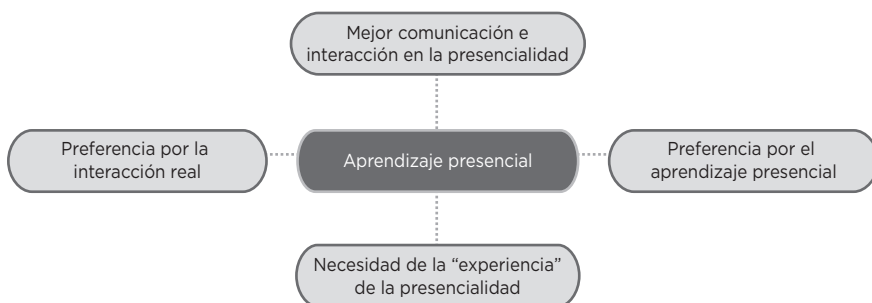 Mejor comunicación e
interacción en la presencialidad
Preferencia por la
interacción real
Aprendizaje presencial
Preferencia por el
aprendizaje presencial
Necesidad de la “experiencia”
de la presencialidad